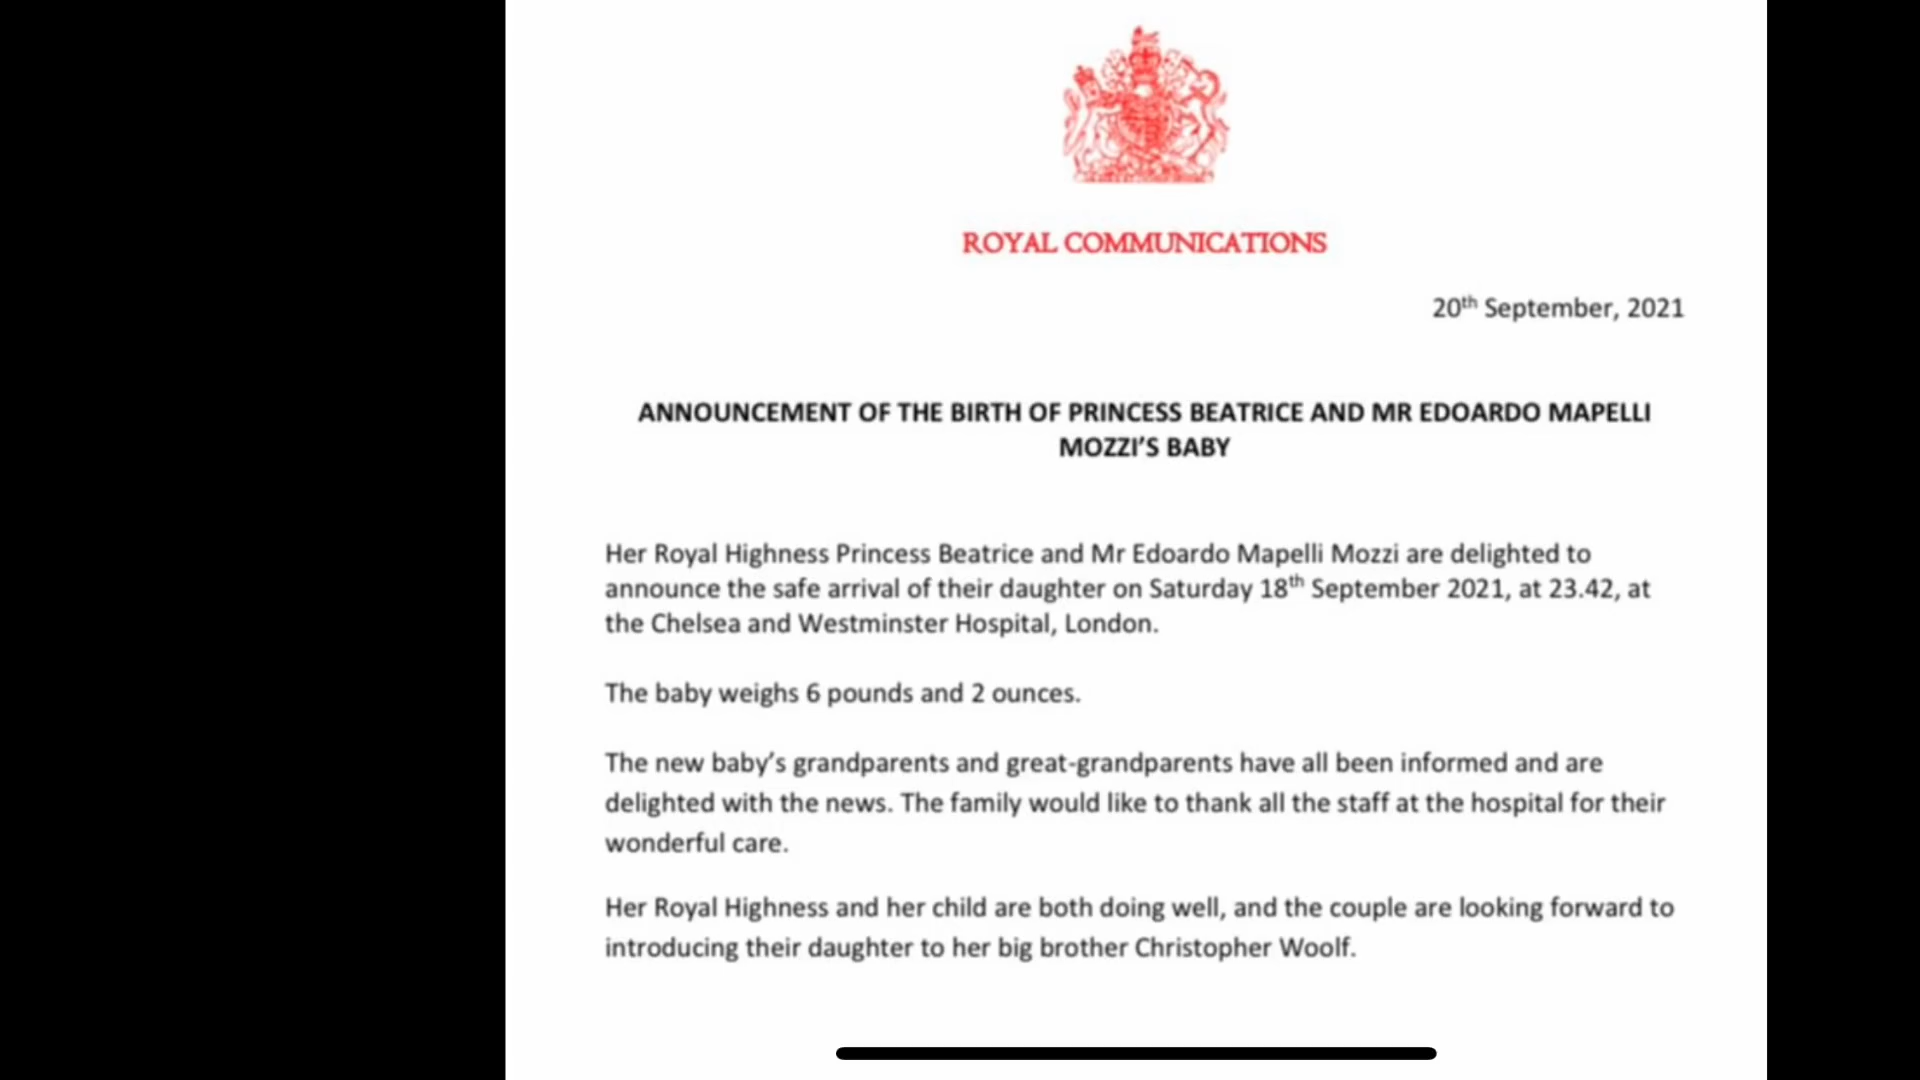 ROYAL COMMUNICATIONS
20th September, 2021
ANNOUNCEMENT OF THE BIRTH OF PRINCESS BEATRICE AND MR EDOARDO MAPELLI
MOZZI’S BABY
Her Royal Highness Princess Beatrice and Mr Edoardo Mapelli Mozzi are delighted to
announce the safe arrival of their daughter on Saturday 18th September 2021, at 23.42, at
the Chelsea and Westminster Hospital, London.
The baby weighs 6 pounds and 2 ounces.
The new baby’s grandparents and great-grandparents have all been informed and are
delighted with the news. The family would like to thank all the staff at the hospital for their
wonderful care.
Her Royal Highness and her child are both doing well, and the couple are looking forward to
introducing their daughter to her big brother Christopher Woolf.